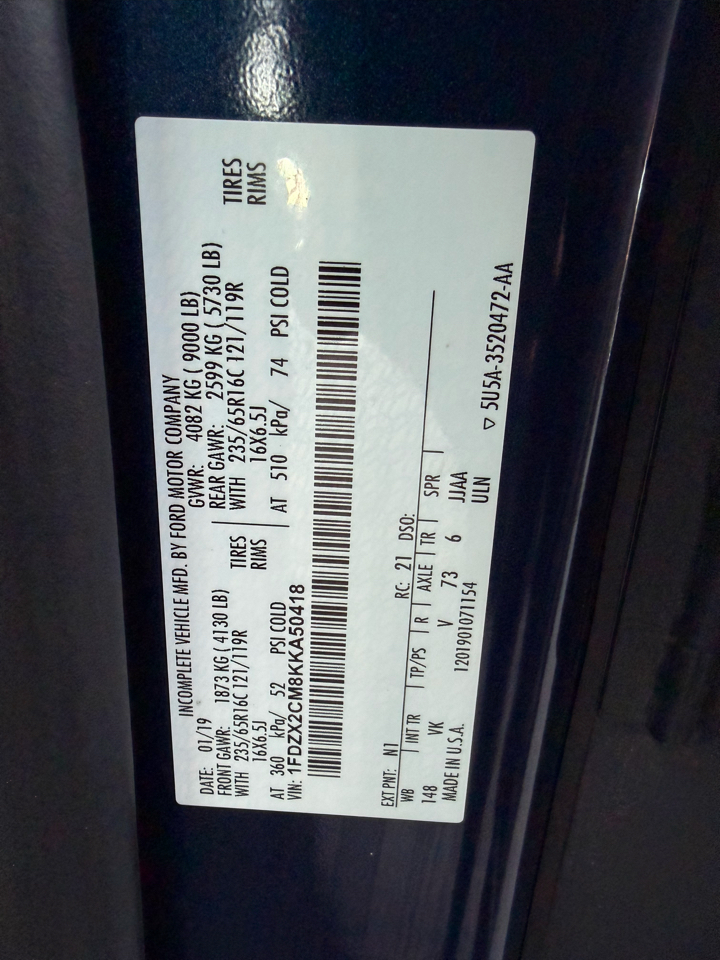 INCOMPLETE VEHICLE MFD. BY FORD MOTOR COMPANY
DATE: 01/19 GVWR: 4082 KG ( 9000 LB)
FRONT GAWR: 1873 KG ( 4130 LB) REAR GAWR: 2599 KG ( 5730 LB)
WITH 235/65R16C 121/119R TIRES WITH 235/65R16C 121/119R TIRES
16X6.5J RIMS 16X6.5J RIMS
AT 360 kPa/ 52 PSI COLD AT 510 kPa/ 74 PSI COLD
VIN: 1FDZX2CM8KKA50418
EXT PNT: N1 RC: 21 DSO:
WB INT TR TP/PS R AXLE TR SPR
148 VK V 73 6 JJAA
MADE IN U.S.A. 1201901071154 ULN
▽ 5U5A-3520472-AA